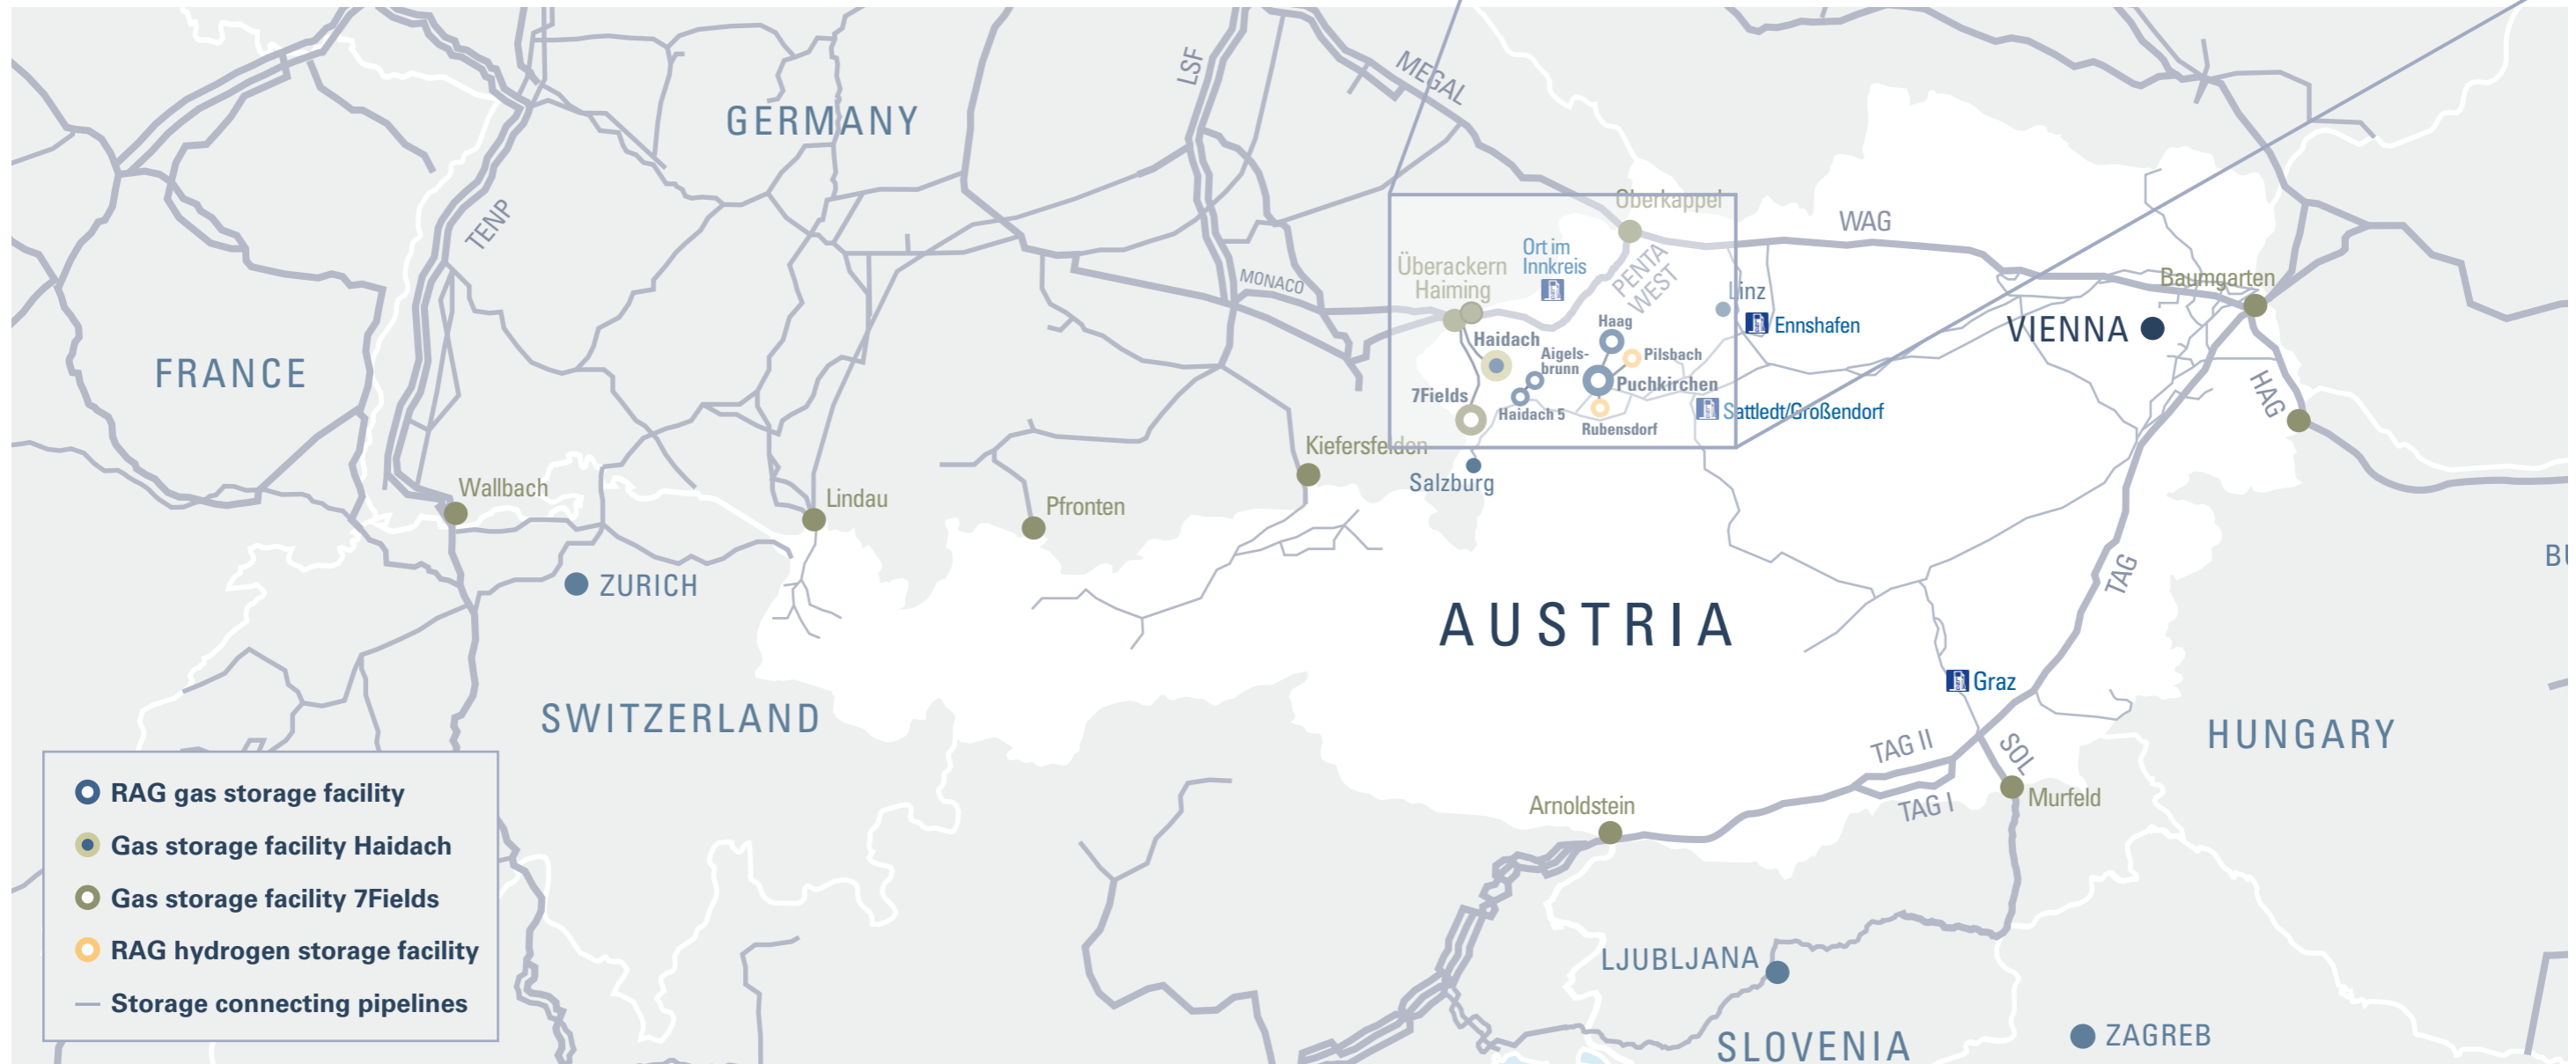 LSF
MEGAL
GERMANY
TENP
Oberkappel
WAG
Ort im
Innkreis
PENTA
WEST
Überackern
Haiming
MONACO
Baumgarten
Linz
Ennshafen
VIENNA
Haag
Haidach
Aigels-
brunn
Pilsbach
Puchkirchen
FRANCE
7Fields
Haidach 5
Rubensdorf
Sattledt/Großendorf
HAG
Kiefersfelden
Salzburg
Wallbach
Lindau
Pfronten
ZURICH
TAG
BU
AUSTRIA
Graz
SWITZERLAND
HUNGARY
TAG II
SOL
TAG I
Murfeld
Arnoldstein
RAG gas storage facility
Gas storage facility Haidach
Gas storage facility 7Fields
RAG hydrogen storage facility
Storage connecting pipelines
LJUBLJANA
SLOVENIA
ZAGREB